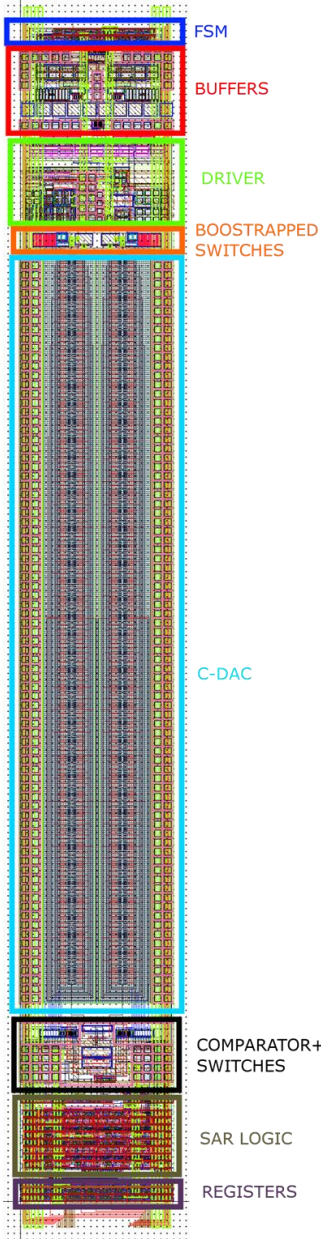 FSM
BUFFERS
DRIVER
BOOSTRAPPED
SWITCHES
C-DAC
COMPARATOR+
SWITCHES
SAR LOGIC
REGISTERS